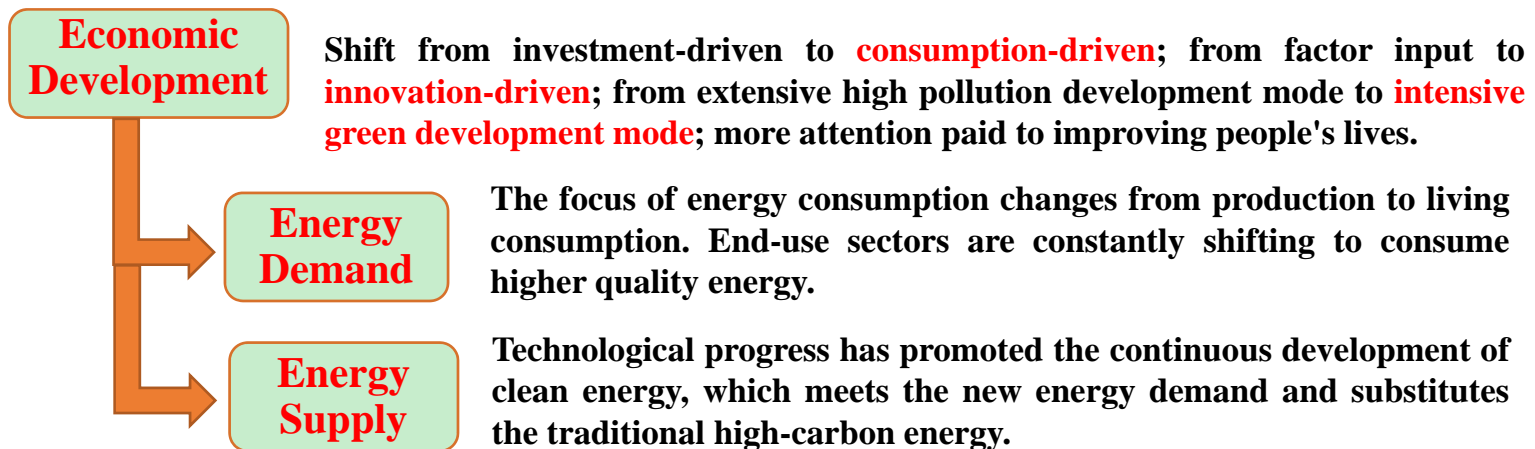 Economic
Development
Shift from investment-driven to consumption-driven; from factor input to
innovation-driven; from extensive high pollution development mode to intensive
green development mode; more attention paid to improving people's lives.
Energy
Demand
The focus of energy consumption changes from production to living
consumption. End-use sectors are constantly shifting to consume
higher quality energy.
Energy
Supply
Technological progress has promoted the continuous development of
clean energy, which meets the new energy demand and substitutes
the traditional high-carbon energy.